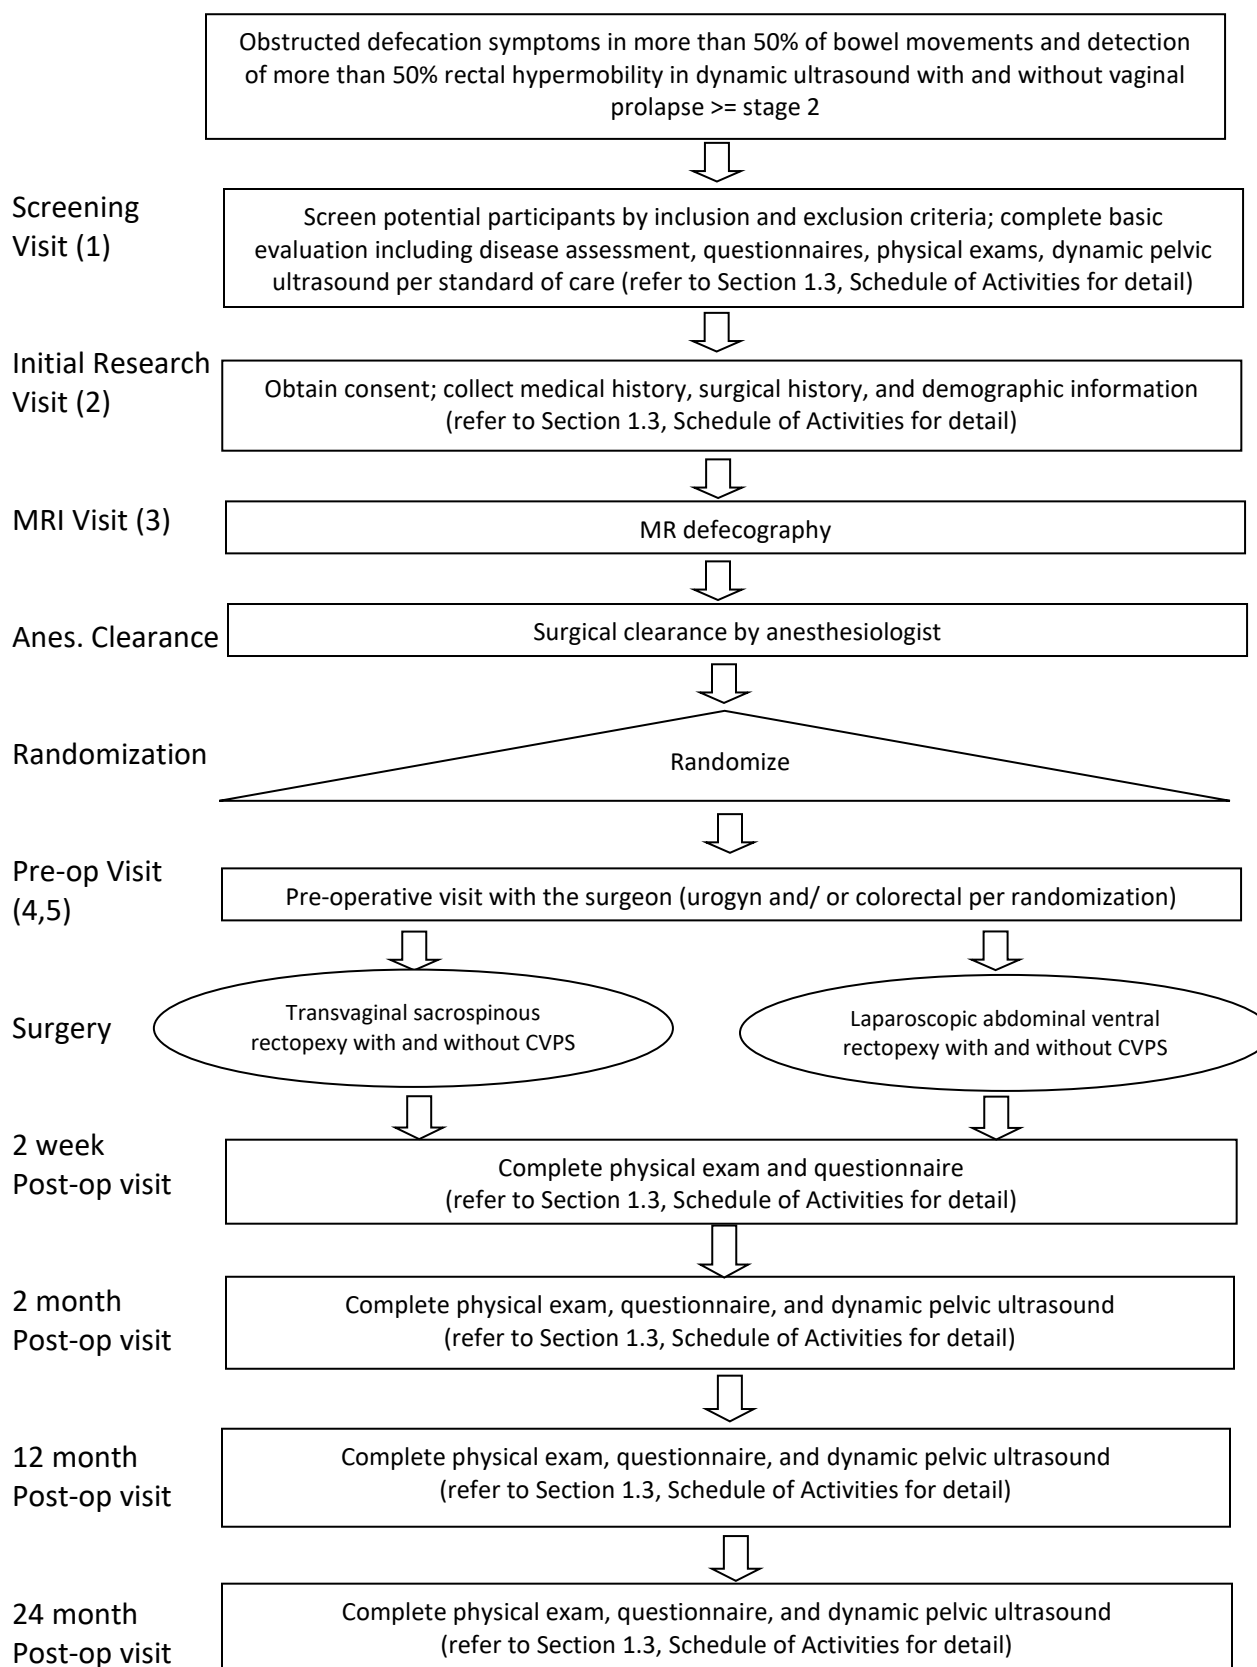 Obstructed defecation symptoms in more than 50% of bowel movements and detection
of more than 50% rectal hypermobility in dynamic ultrasound with and without vaginal
prolapse >= stage 2
Screening
Visit (1)
Screen potential participants by inclusion and exclusion criteria; complete basic
evaluation including disease assessment, questionnaires, physical exams, dynamic pelvic
ultrasound per standard of care (refer to Section 1.3, Schedule of Activities for detail)
Initial Research
Visit (2)
Obtain consent; collect medical history, surgical history, and demographic information
(refer to Section 1.3, Schedule of Activities for detail)
MRI Visit (3)
MR defecography
Anes. Clearance
Surgical clearance by anesthesiologist
Randomization
Randomize
Pre-op Visit
(4,5)
Pre-operative visit with the surgeon (urogyn and/ or colorectal per randomization)
Surgery
Transvaginal sacrospinous
rectopexy with and without CVPS
Laparoscopic abdominal ventral
rectopexy with and without CVPS
2 week
Post-op visit
Complete physical exam and questionnaire
(refer to Section 1.3, Schedule of Activities for detail)
2 month
Post-op visit
Complete physical exam, questionnaire, and dynamic pelvic ultrasound
(refer to Section 1.3, Schedule of Activities for detail)
12 month
Post-op visit
Complete physical exam, questionnaire, and dynamic pelvic ultrasound
(refer to Section 1.3, Schedule of Activities for detail)
24 month
Post-op visit
Complete physical exam, questionnaire, and dynamic pelvic ultrasound
(refer to Section 1.3, Schedule of Activities for detail)